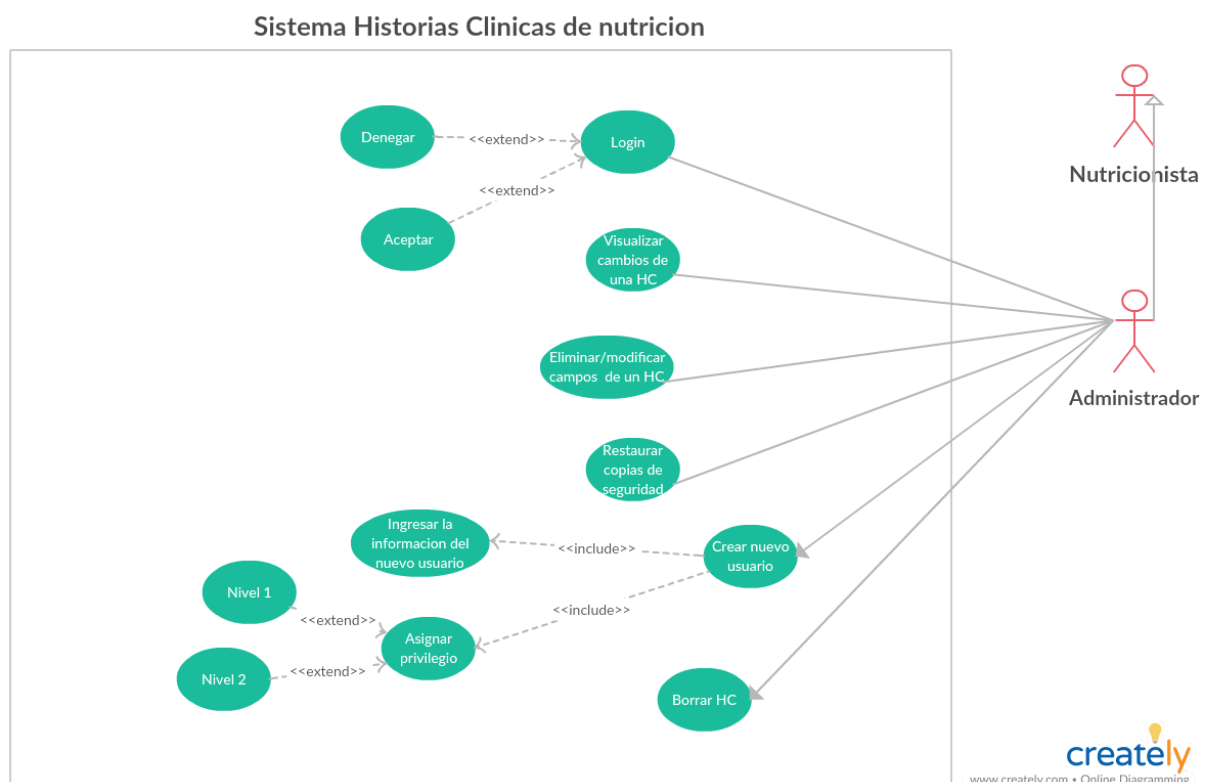 Sistema Historias Clinicas de nutricion
Denegar
<<extend>>
Login
<<extend>>
Aceptar
Nutricionista
Visualizar
cambios de
una HC
Eliminar/modificar
campos de un HC
Administrador
Restaurar
copias de
seguridad
Ingresar la
informacion del
nuevo usuario
<<include>>
Crear nuevo
usuario
Nivel 1
<<extend>>
<<include>>
Asignar
privilegio
Nivel 2
<<extend>>
Borrar HC
creately
www.creately.com • Online Diagramming